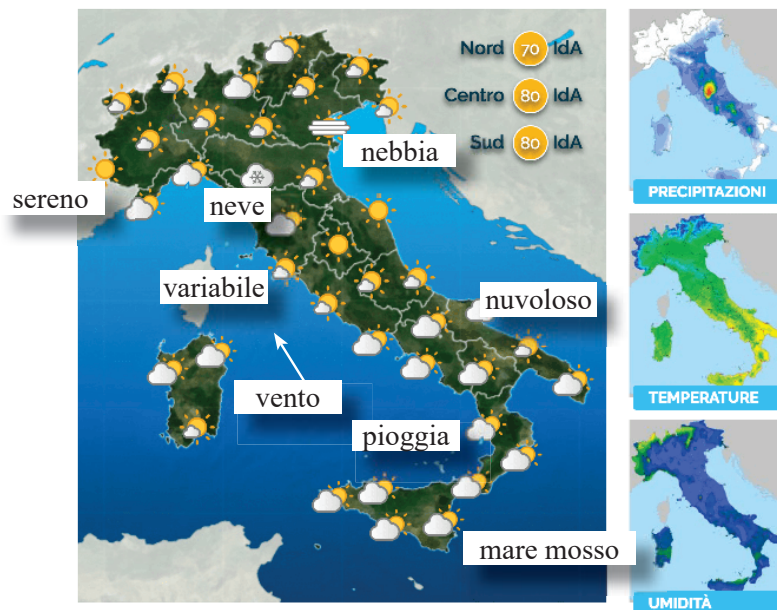 Nord 70 IdA
Centro 80 IdA
Sud 80 IdA
nebbia
sereno
neve
variabile
nuvoloso
vento
pioggia
mare mosso
PRECIPITAZIONI
TEMPERATURE
UMIDITÀ